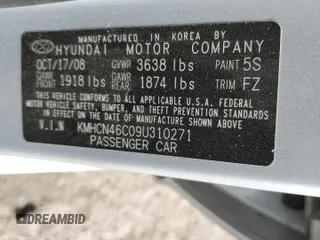 MANUFACTURED IN KOREA BY
HYUNDAI MOTOR COMPANY
OCT/17/08 GVWR 3638 lbs PAINT 5S
GAWR FRONT 1918 lbs GAWR REAR 1874 lbs TRIM FZ
THIS VEHICLE CONFORMS TO ALL APPLICABLE U.S.A. FEDERAL
MOTOR VEHICLE SAFETY, BUMPER, AND THEFT PREVENTION
STANDARDS IN EFFECT ON THE DATE OF MANUFACTURE
SHOWN ABOVE.
V.I.N KMHCN46C09U310271
PASSENGER CAR
DREAMBID